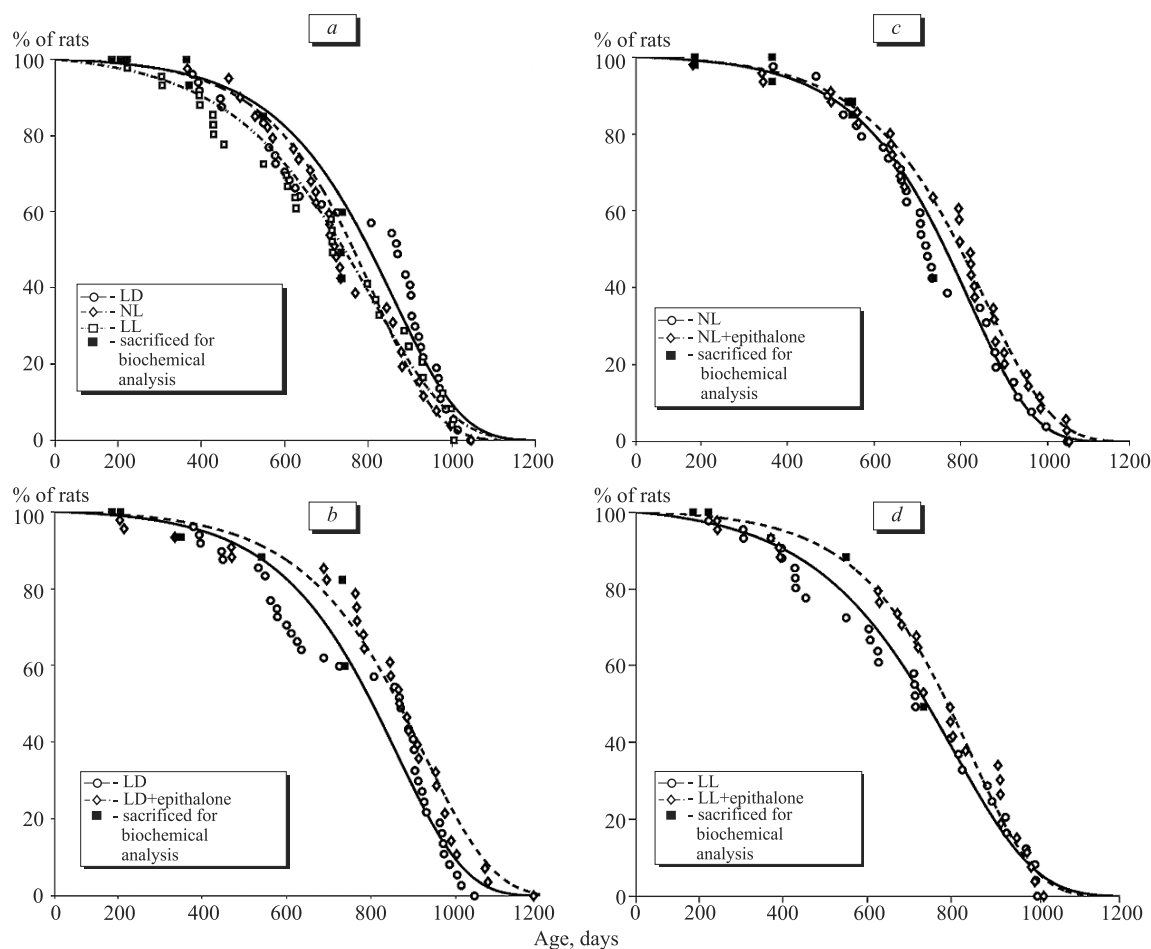 a
% of rats
100
80
60
40
20
0
- LD
- NL
- LL
- sacrificed for
biochemical
analysis
0 200 400 600 800 1000 1200
c
% of rats
100
80
60
40
20
0
- NL
- NL+epithalone
- sacrificed for
biochemical
analysis
0 200 400 600 800 1000 1200
b
% of rats
100
80
60
40
20
0
- LD
- LD+epithalone
- sacrificed for
biochemical
analysis
0 200 400 600 800 1000 1200
d
% of rats
100
80
60
40
20
0
- LL
- LL+epithalone
- sacrificed for
biochemical
analysis
0 200 400 600 800 1000 1200
Age, days